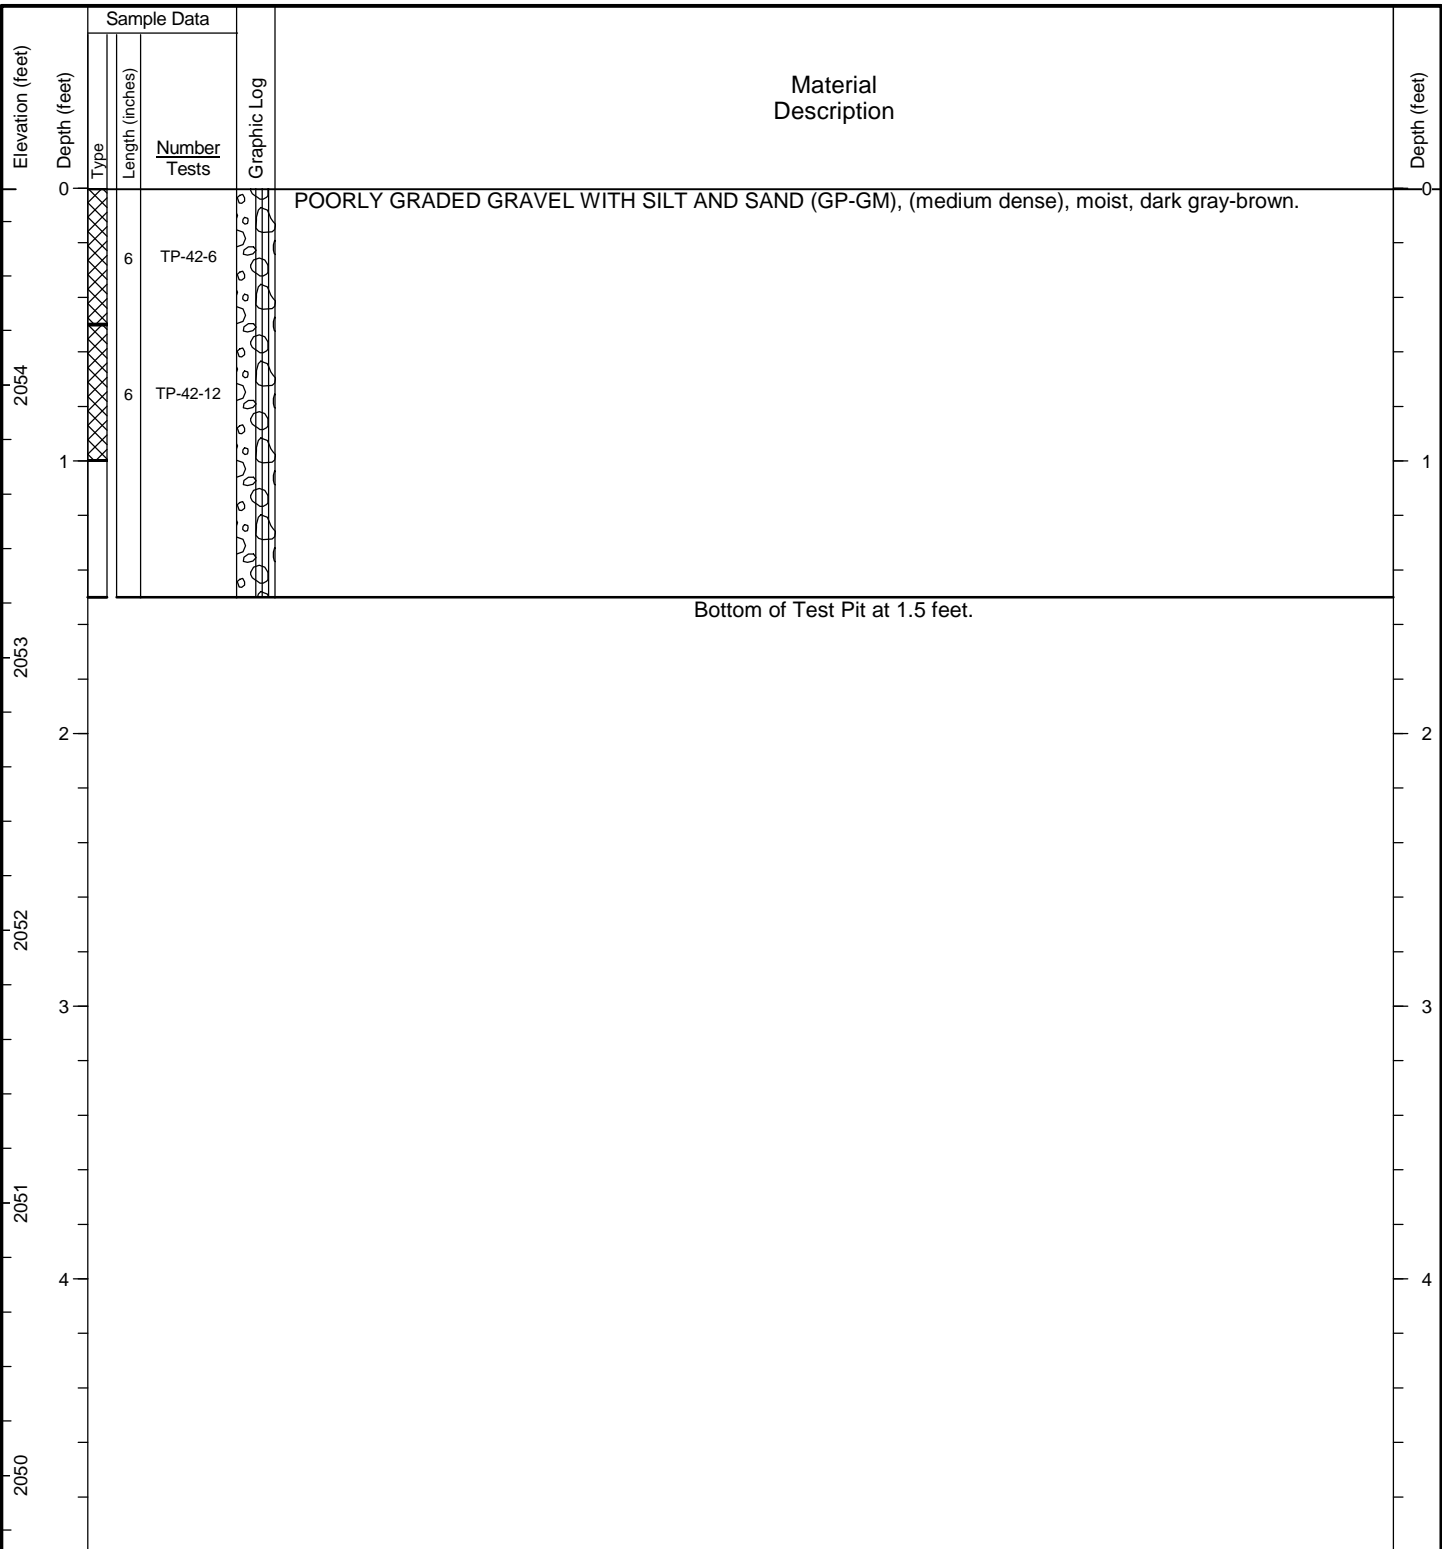 Sample Data
Elevation (feet)
Depth (feet)
Type
Length (inches)
Number
Tests
Graphic Log
Material
Description
Depth (feet)
0
0
POORLY GRADED GRAVEL WITH SILT AND SAND (GP-GM), (medium dense), moist, dark gray-brown.
6
TP-42-6
2054
6
TP-42-12
1
1
Bottom of Test Pit at 1.5 feet.
2053
2
2
2052
3
3
2051
4
4
2050